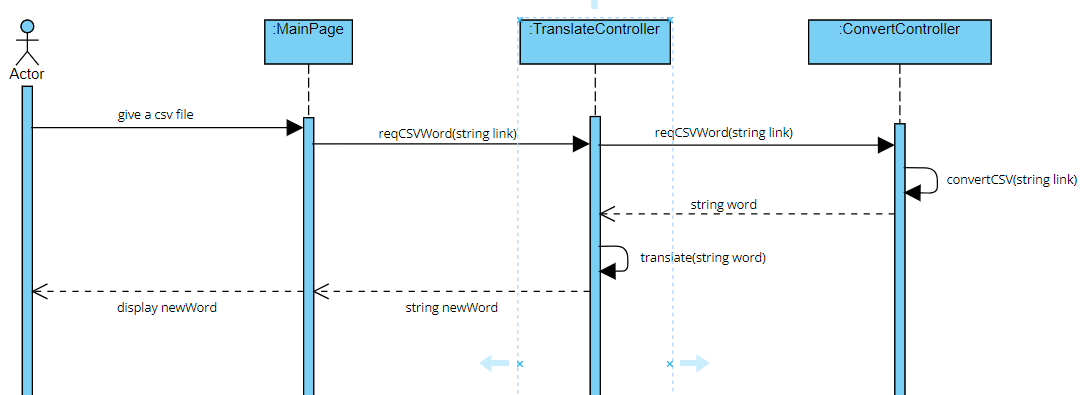 :MainPage
:TranslateController
:ConvertController
Actor
give a csv file
reqCSVWord(string link)
reqCSVWord(string link)
convertCSV(string link)
string word
translate(string word)
display newWord
string newWord